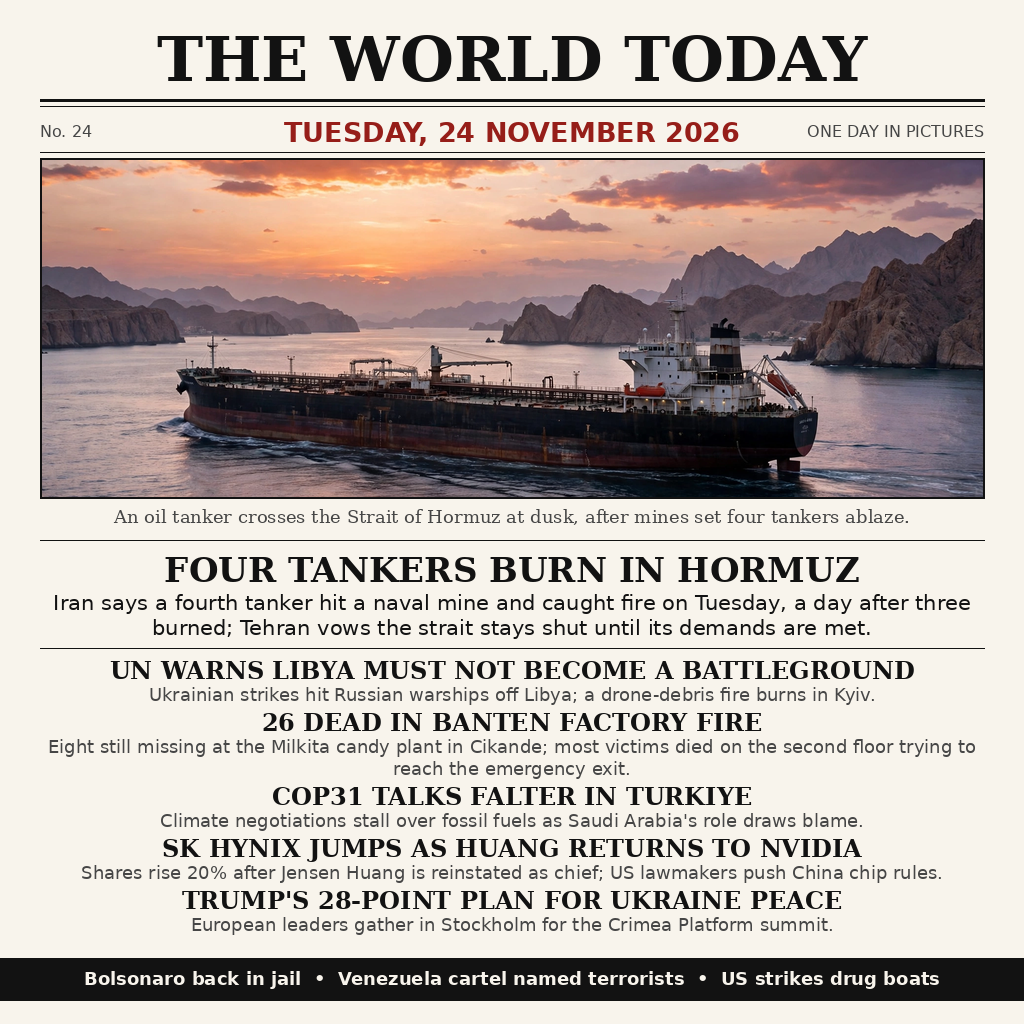 THE WORLD TODAY
No. 24
TUESDAY, 24 NOVEMBER 2026
ONE DAY IN PICTURES
An oil tanker crosses the Strait of Hormuz at dusk, after mines set four tankers ablaze.
FOUR TANKERS BURN IN HORMUZ
Iran says a fourth tanker hit a naval mine and caught fire on Tuesday, a day after three
burned; Tehran vows the strait stays shut until its demands are met.
UN WARNS LIBYA MUST NOT BECOME A BATTLEGROUND
Ukrainian strikes hit Russian warships off Libya; a drone-debris fire burns in Kyiv.
26 DEAD IN BANTEN FACTORY FIRE
Eight still missing at the Milkita candy plant in Cikande; most victims died on the second floor trying to
reach the emergency exit.
COP31 TALKS FALTER IN TURKIYE
Climate negotiations stall over fossil fuels as Saudi Arabia's role draws blame.
SK HYNIX JUMPS AS HUANG RETURNS TO NVIDIA
Shares rise 20% after Jensen Huang is reinstated as chief; US lawmakers push China chip rules.
TRUMP'S 28-POINT PLAN FOR UKRAINE PEACE
European leaders gather in Stockholm for the Crimea Platform summit.
Bolsonaro back in jail • Venezuela cartel named terrorists • US strikes drug boats